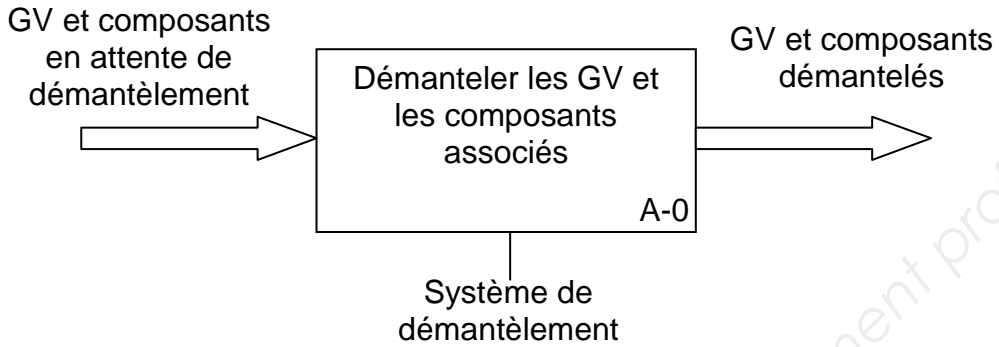 GV et composants
en attente de
démantèlement
Démanteler les GV et
les composants
associés
A-0
GV et composants
démantelés
Système de
démantèlement